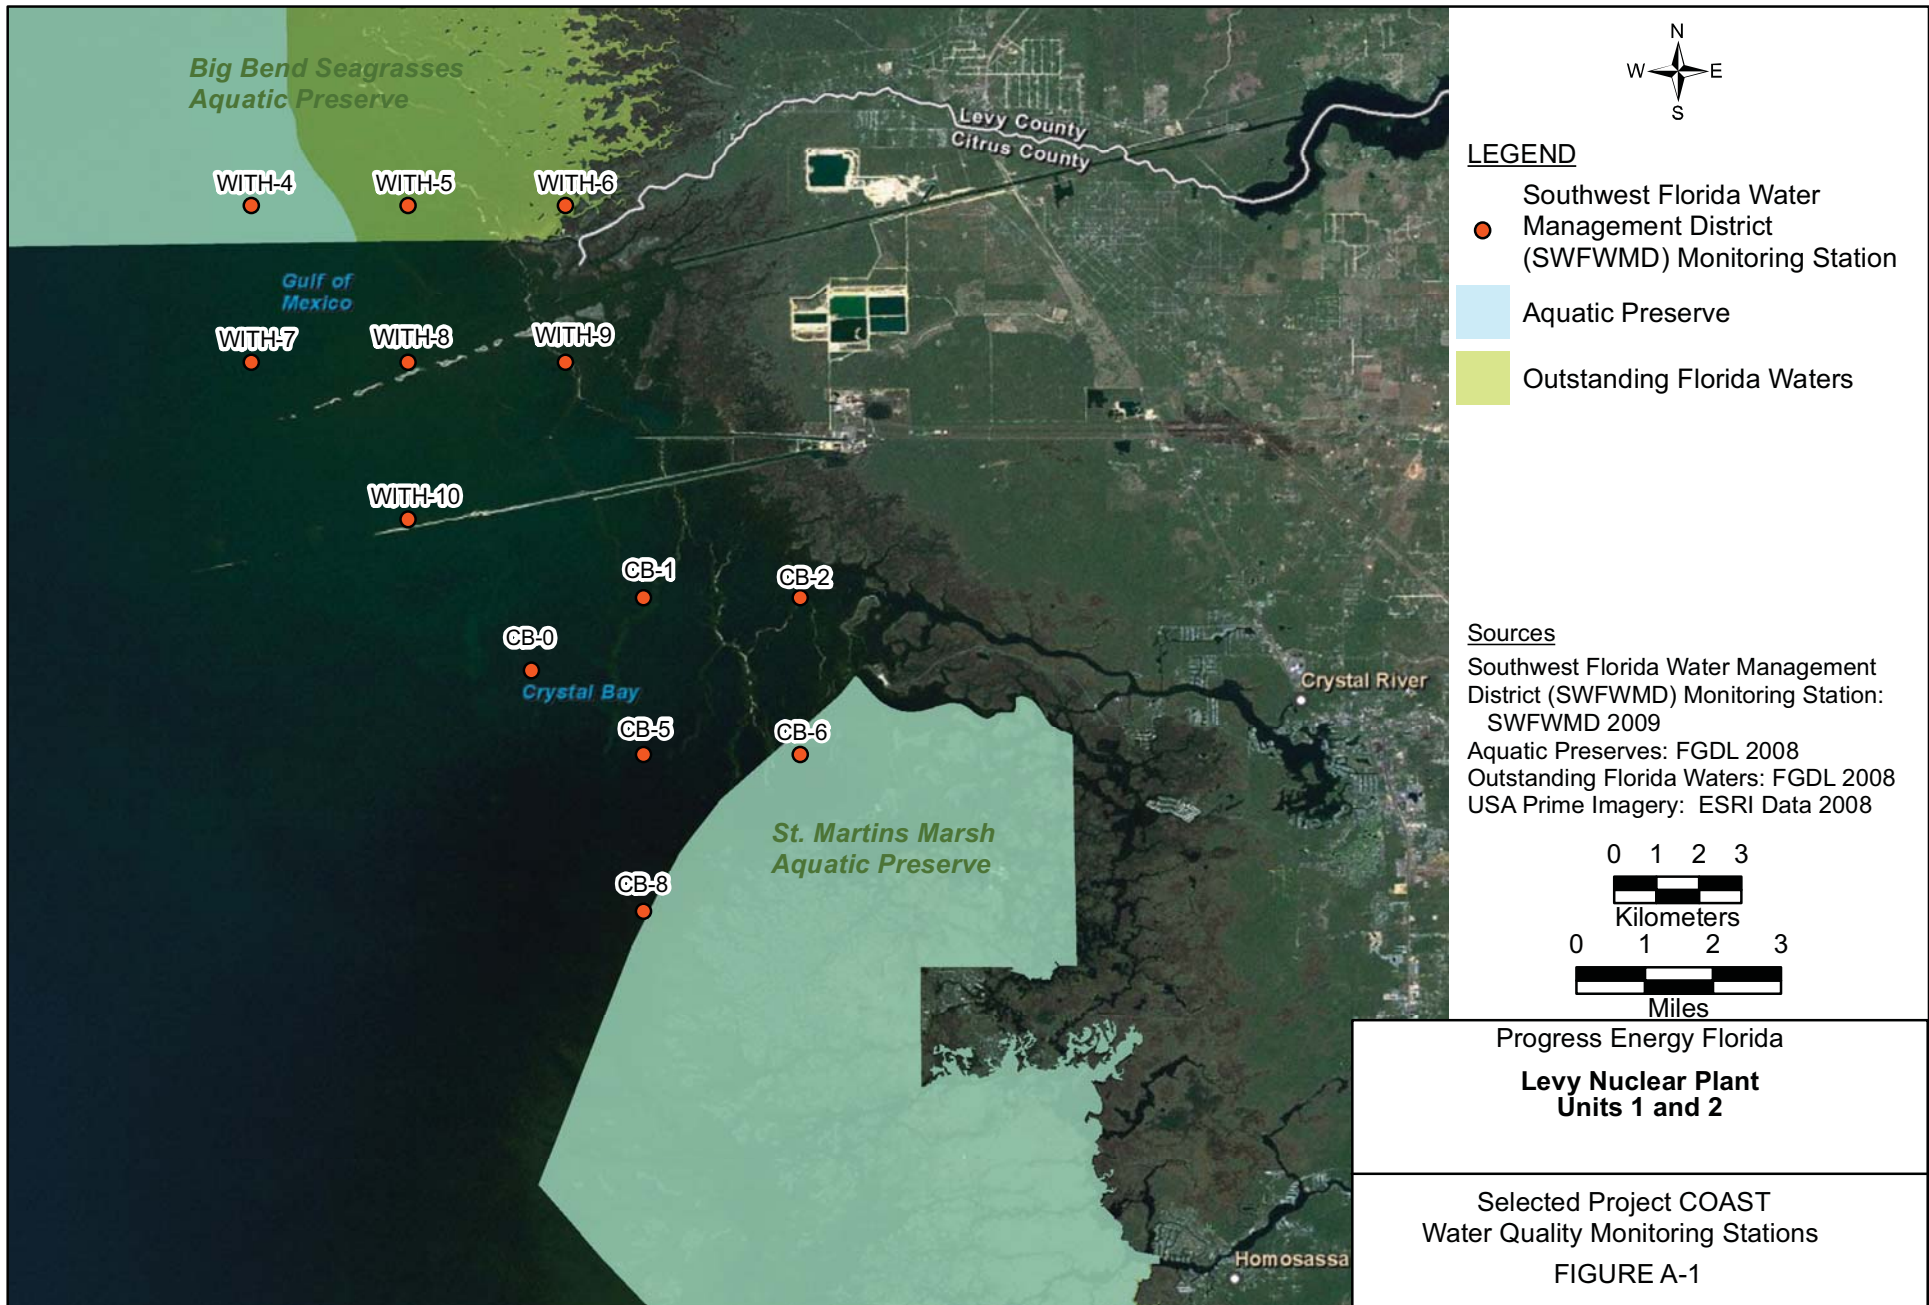 Big Bend Seagrasses
Aquatic Preserve
WITH-4
WITH-5
WITH-6
Levy County
Citrus County
Gulf of
Mexico
WITH-7
WITH-8
WITH-9
WITH-10
CB-1
CB-2
CB-0
Crystal Bay
Crystal River
CB-5
CB-6
St. Martins Marsh
Aquatic Preserve
CB-8
Homosassa
N
W E
S
LEGEND
Southwest Florida Water
Management District
(SWFWMD) Monitoring Station
Aquatic Preserve
Outstanding Florida Waters
Sources
Southwest Florida Water Management
District (SWFWMD) Monitoring Station:
SWFWMD 2009
Aquatic Preserves: FGDL 2008
Outstanding Florida Waters: FGDL 2008
USA Prime Imagery: ESRI Data 2008
0 1 2 3
Kilometers
0 1 2 3
Miles
Progress Energy Florida
Levy Nuclear Plant
Units 1 and 2
Selected Project COAST
Water Quality Monitoring Stations
FIGURE A-1